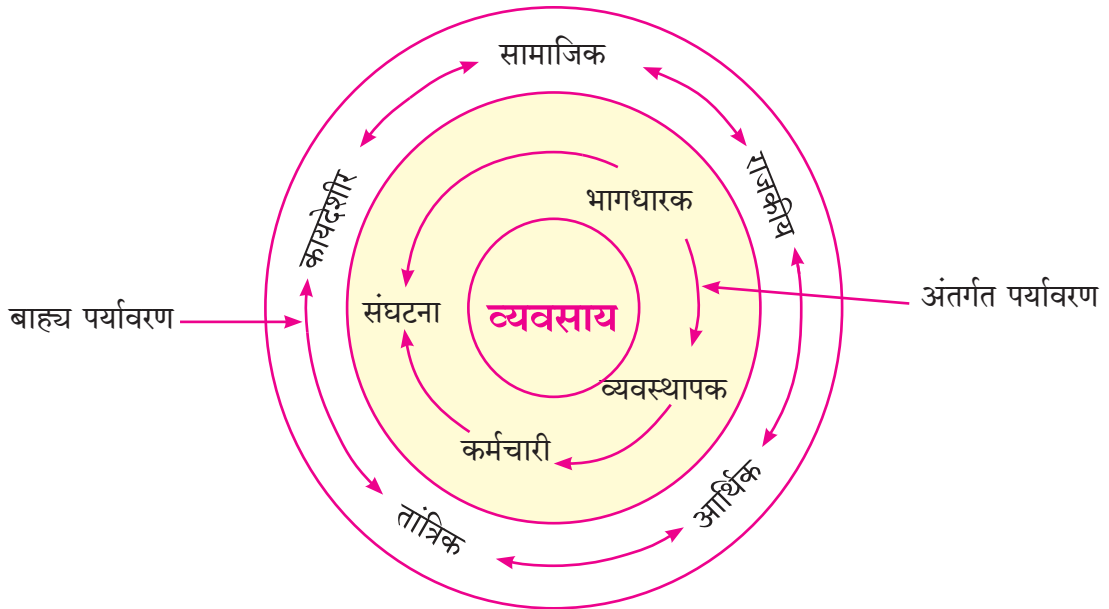 सामाजिक
राजकीय
कायदेशीर
भागधारक
अंतर्गत पर्यावरण
संघटना
व्यवसाय
बाह्य पर्यावरण
व्यवस्थापक
कर्मचारी
आर्थिक
तांत्रिक